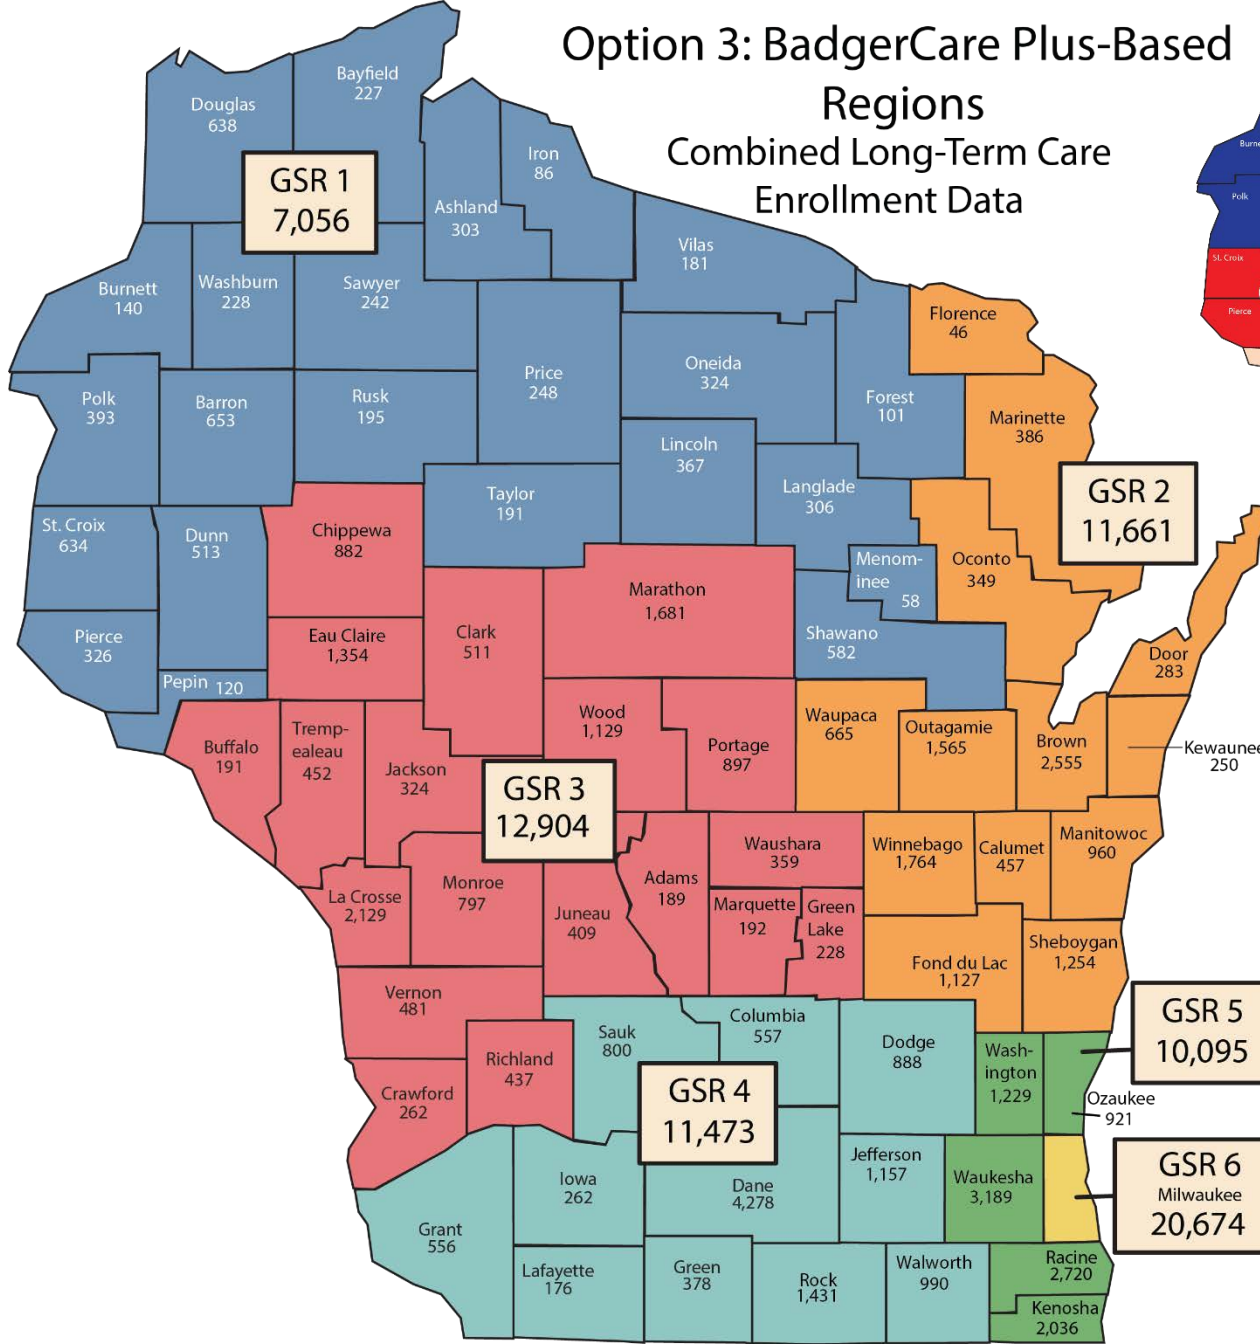 Option 3: BadgerCare Plus-Based
Regions
Combined Long-Term Care
Enrollment Data
Bayfield
227
Douglas
638
GSR 1
7,056
Iron
86
Ashland
303
Vilas
181
Burnett
140
Washburn
228
Sawyer
242
Florence
46
Polk
393
Barron
653
Rusk
195
Price
248
Oneida
324
Forest
101
Marinette
386
Lincoln
367
Langlade
306
Taylor
191
GSR 2
11,661
St. Croix
634
Dunn
513
Chippewa
882
Menom-
inee
58
Oconto
349
Marathon
1,681
Pierce
326
Eau Claire
1,354
Clark
511
Shawano
582
Door
283
Pepin 120
Buffalo
191
Tremp-
ealeau
452
Jackson
324
Wood
1,129
Portage
897
Waupaca
665
Outagamie
1,565
Brown
2,555
Kewaunee
250
GSR 3
12,904
Waushara
359
Winnebago
1,764
Calumet
457
Manitowoc
960
La Crosse
2,129
Monroe
797
Juneau
409
Adams
189
Marquette
192
Green
Lake
228
Fond du Lac
1,127
Sheboygan
1,254
Vernon
481
Richland
437
Crawford
262
Sauk
800
Columbia
557
Dodge
888
Wash-
ington
1,229
GSR 5
10,095
Ozaukee
921
GSR 4
11,473
Iowa
262
Dane
4,278
Jefferson
1,157
Waukesha
3,189
GSR 6
Milwaukee
20,674
Grant
556
Lafayette
176
Green
378
Rock
1,431
Walworth
990
Racine
2,720
Kenosha
2,036
Burne
Polk
St. Croix
Pierce